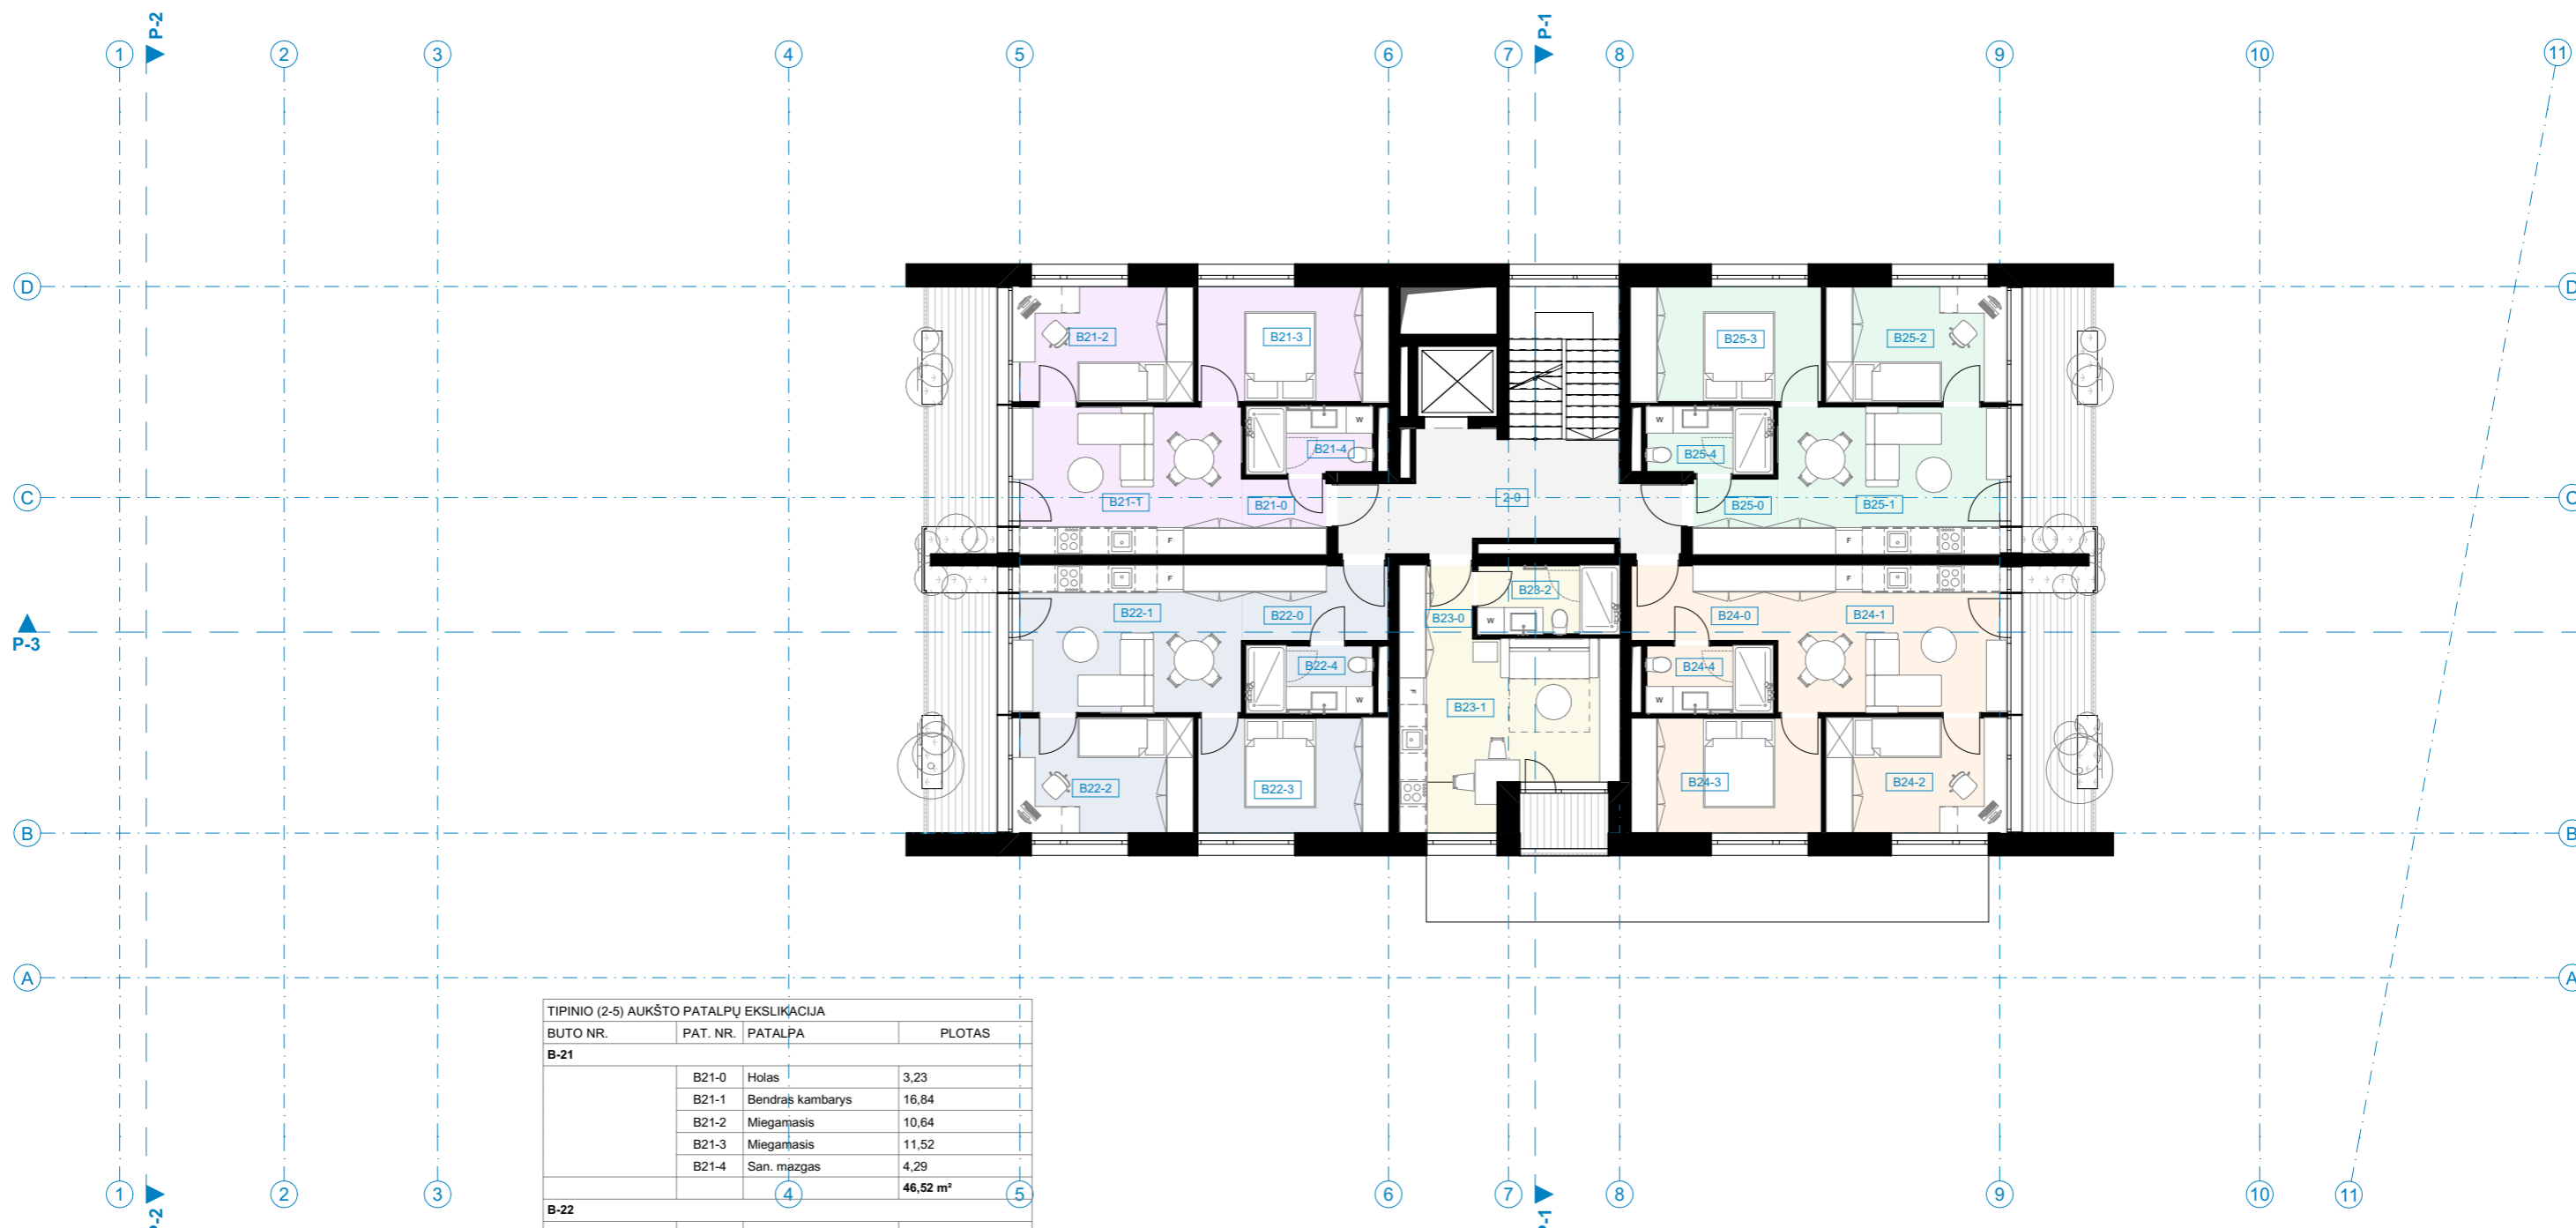 P-2
P-1
1
2
3
4
5
6
7
8
9
10
11
D
D
B21-2
B21-3
B25-3
B25-2
W
W
B21-4
B25-4
C
C
B21-1
B21-0
2-0
B25-0
B25-1
F
F
F
F
B22-1
B22-0
B23-0
B23-2
B24-0
B24-1
W
P-3
B22-4
B24-4
F
W
W
B23-1
B22-2
B22-3
B24-3
B24-2
B
B
A
A
TIPINIO (2-5) AUKŠTO PATALPŲ EKSLIKACIJA
BUTO NR. PAT. NR. PATALPA PLOTAS
B-21
B21-0 Holas 3,23
B21-1 Bendras kambarys 16,84
B21-2 Miegamasis 10,64
B21-3 Miegamasis 11,52
B21-4 San. mazgas 4,29
46,52 m²
B-22
1
2
3
4
5
6
7
8
9
10
11
P-2
P-1